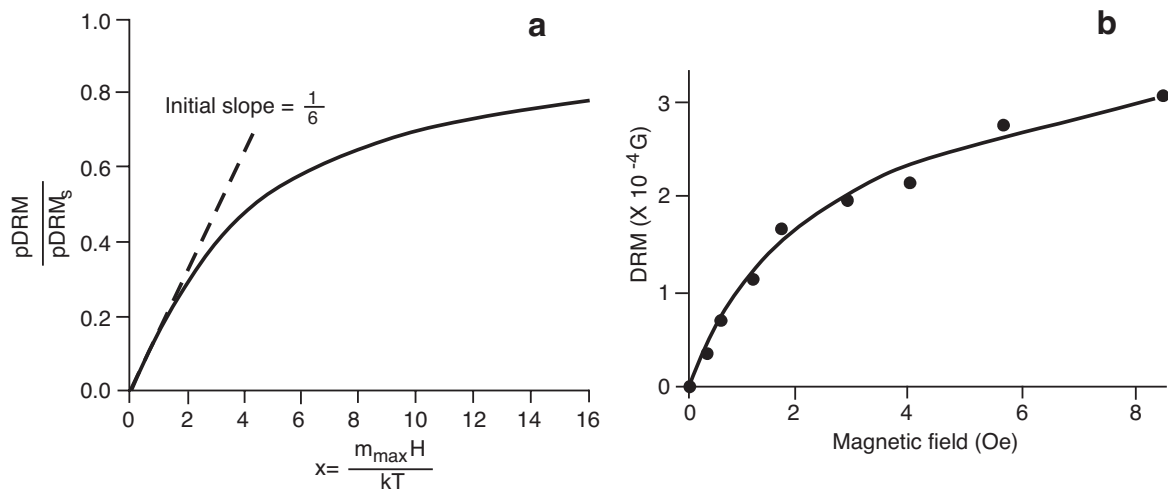 a
1.0
0.8
0.6
0.4
0.2
0.0
pDRM
pDRMs
Initial slope = 1/6
0 2 4 6 8 10 12 14 16
x= mmaxH
kT
b
3
2
1
0
DRM (X 10 -4G)
0 2 4 6 8
Magnetic field (Oe)